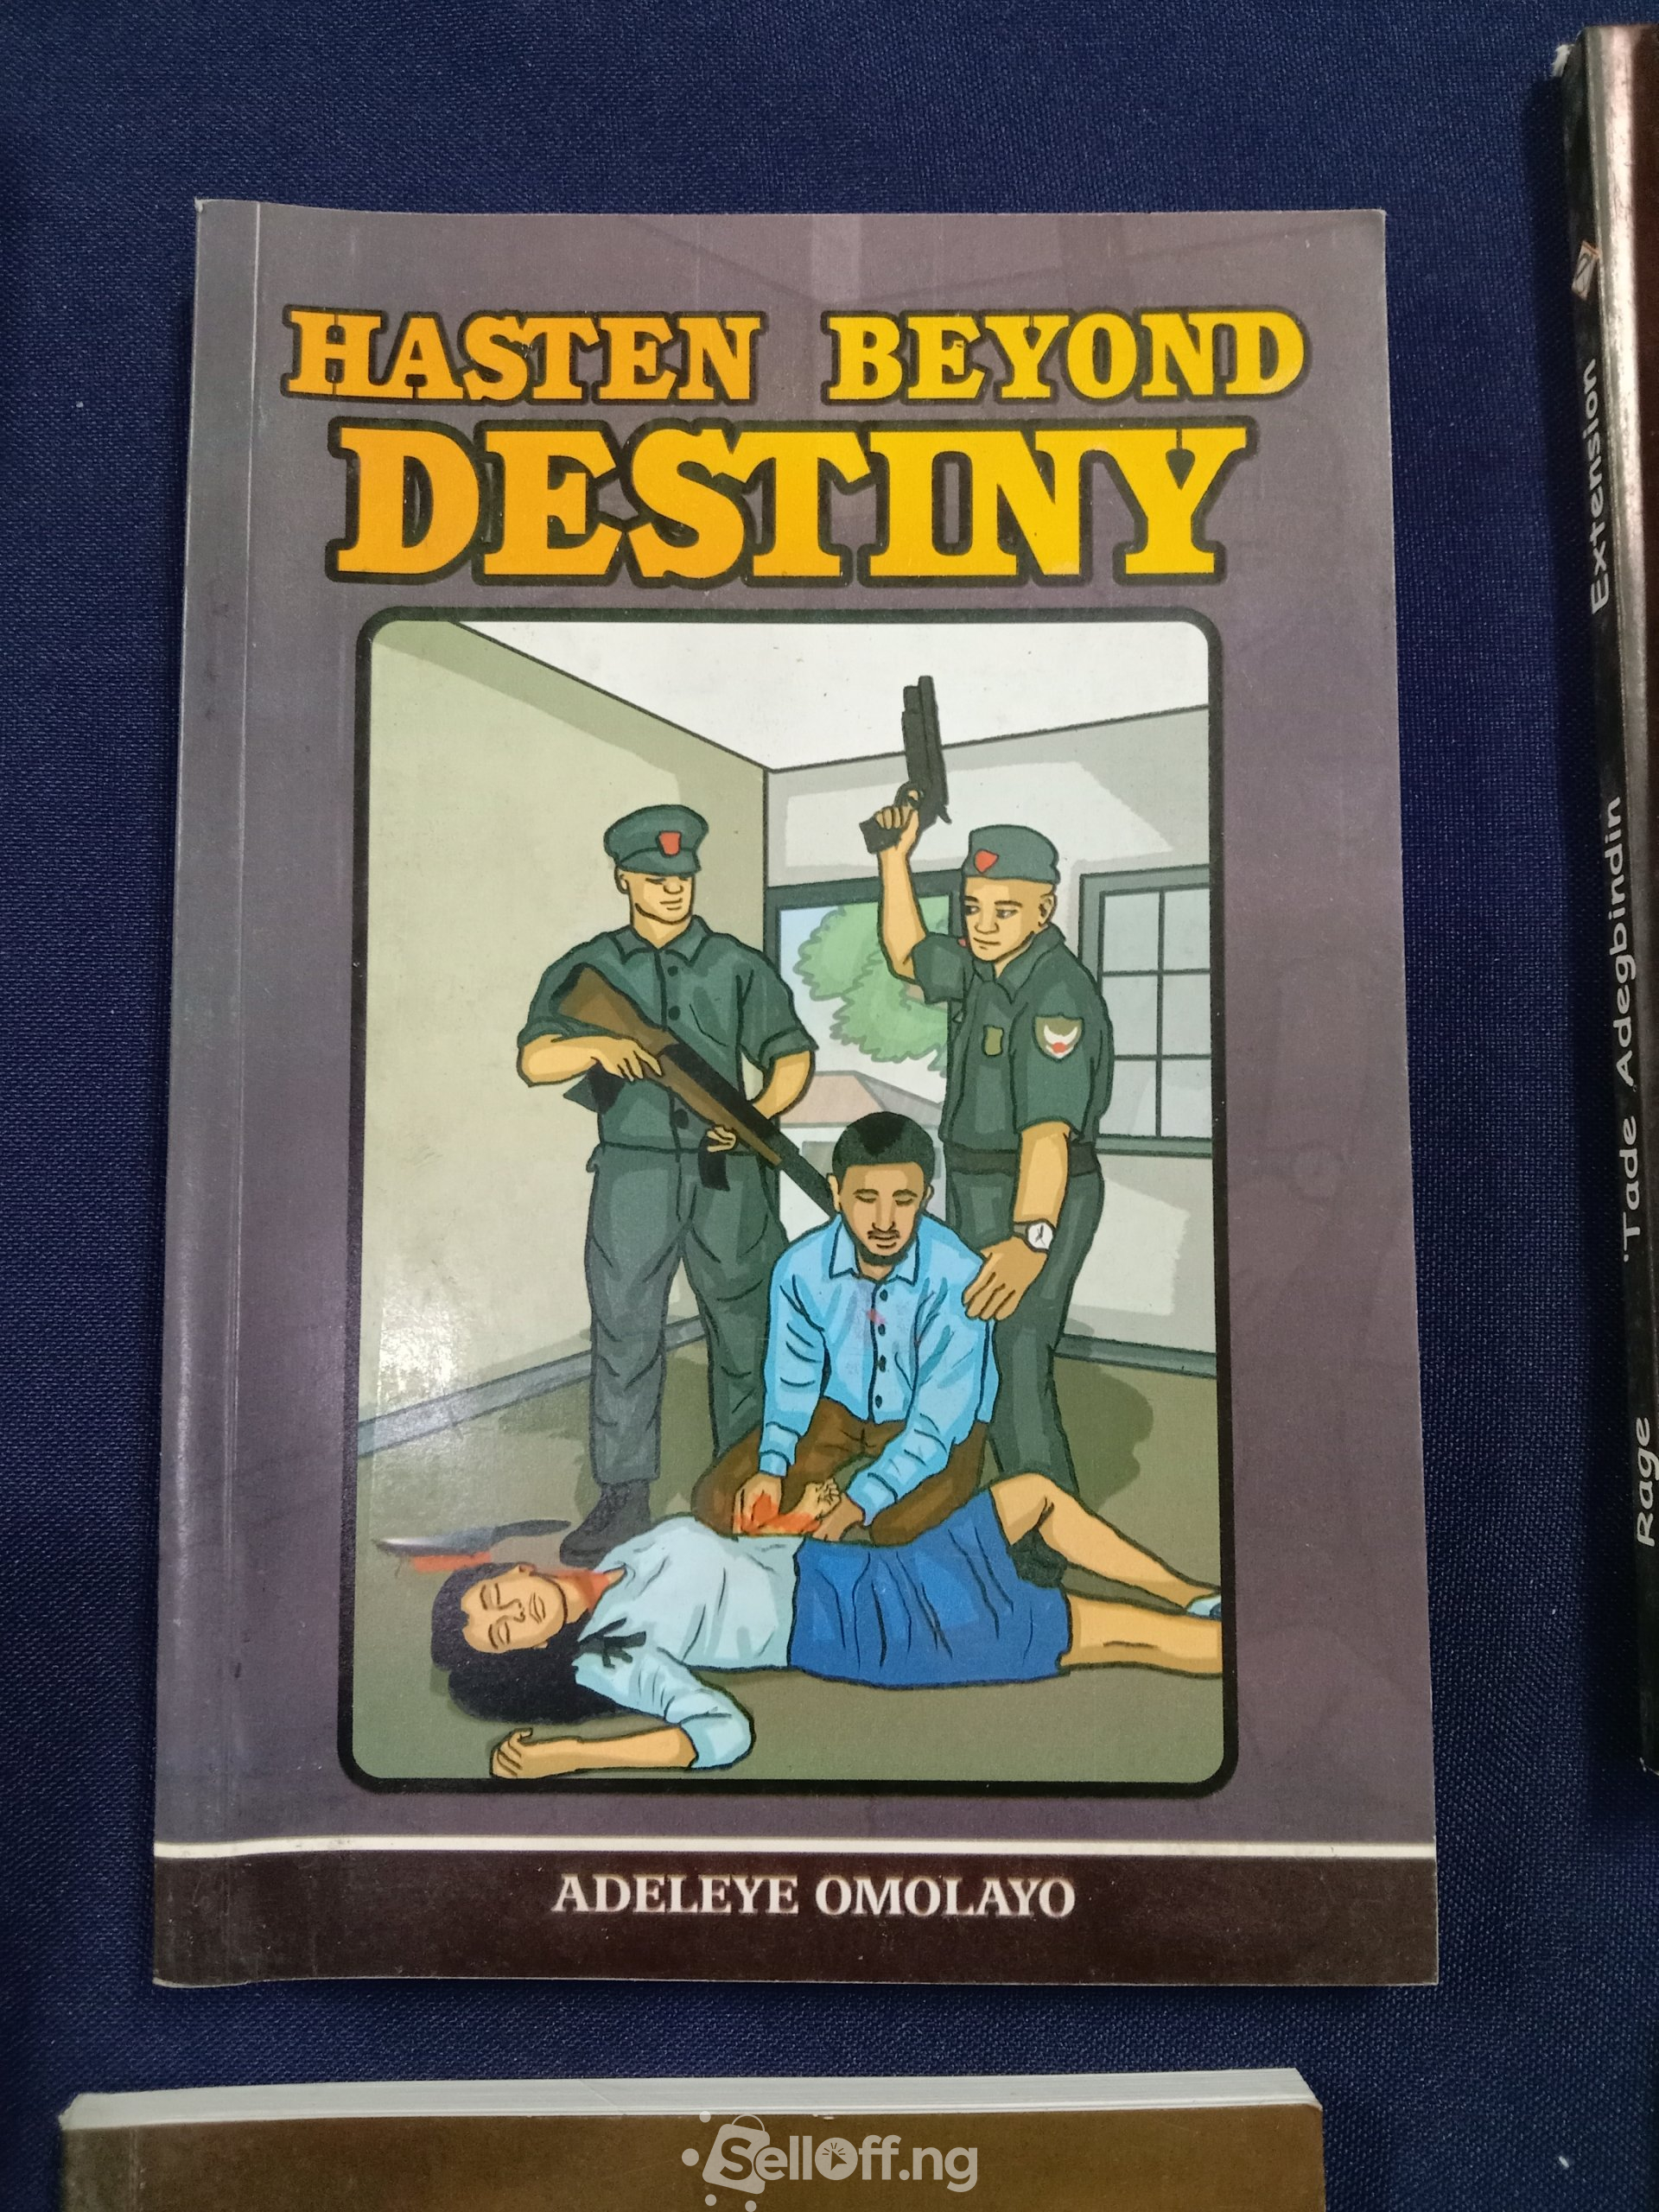 HASTEN BEYOND
DESTINY
ADELEYE OMOLAYO
Rage 'Tade Adegbindin Extension
SellOff.ng